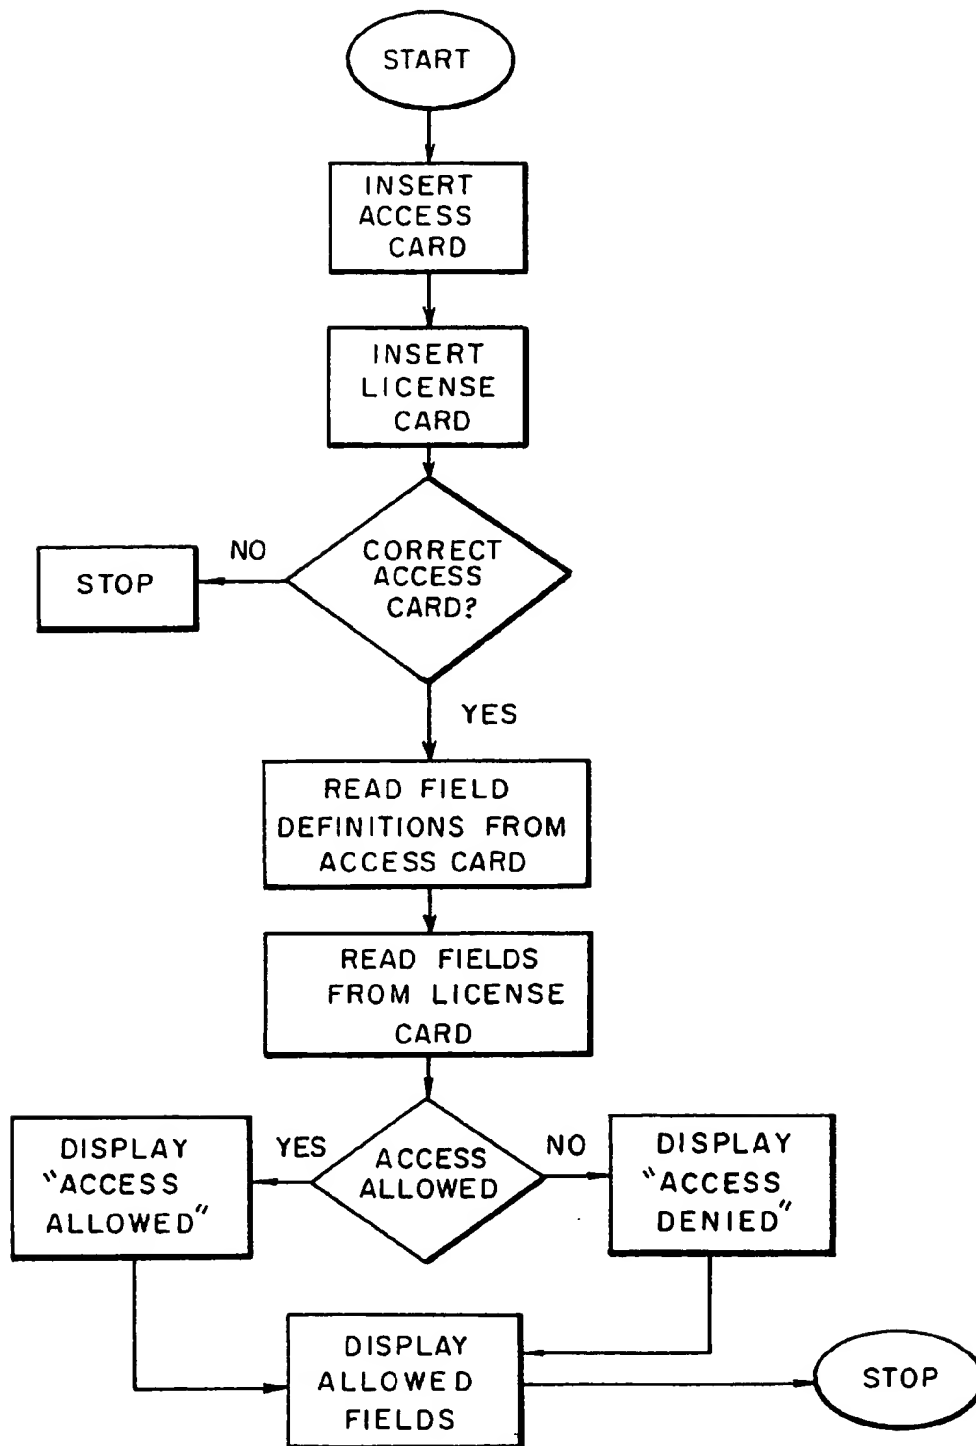 START
INSERT
ACCESS
CARD
INSERT
LICENSE
CARD
CORRECT
ACCESS
CARD?
NO
STOP
YES
READ FIELD
DEFINITIONS FROM
ACCESS CARD
READ FIELDS
FROM LICENSE
CARD
ACCESS
ALLOWED
YES
NO
DISPLAY
"ACCESS
ALLOWED"
DISPLAY
"ACCESS
DENIED"
DISPLAY
ALLOWED
FIELDS
STOP